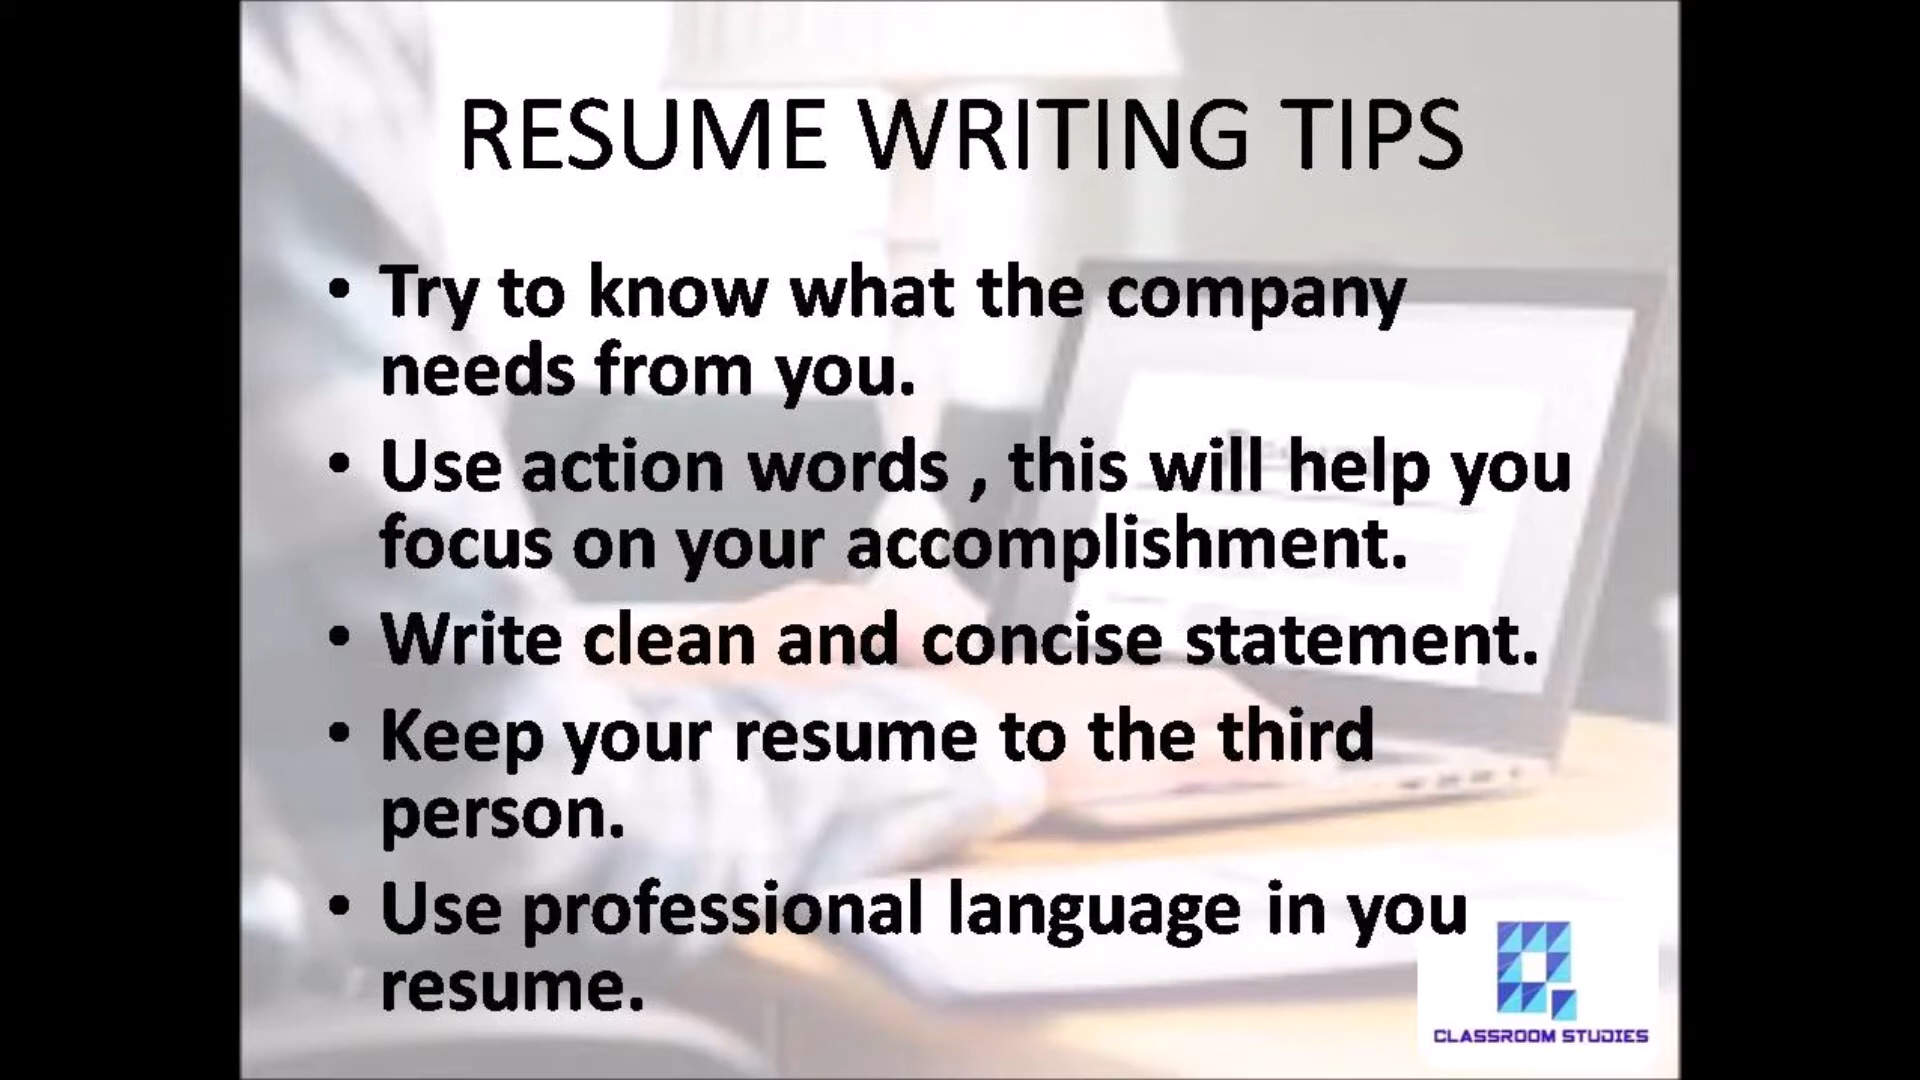 RESUME WRITING TIPS
• Try to know what the company
needs from you.
• Use action words , this will help you
focus on your accomplishment.
• Write clean and concise statement.
• Keep your resume to the third
person.
• Use professional language in you
resume.
CLASSROOM STUDIES